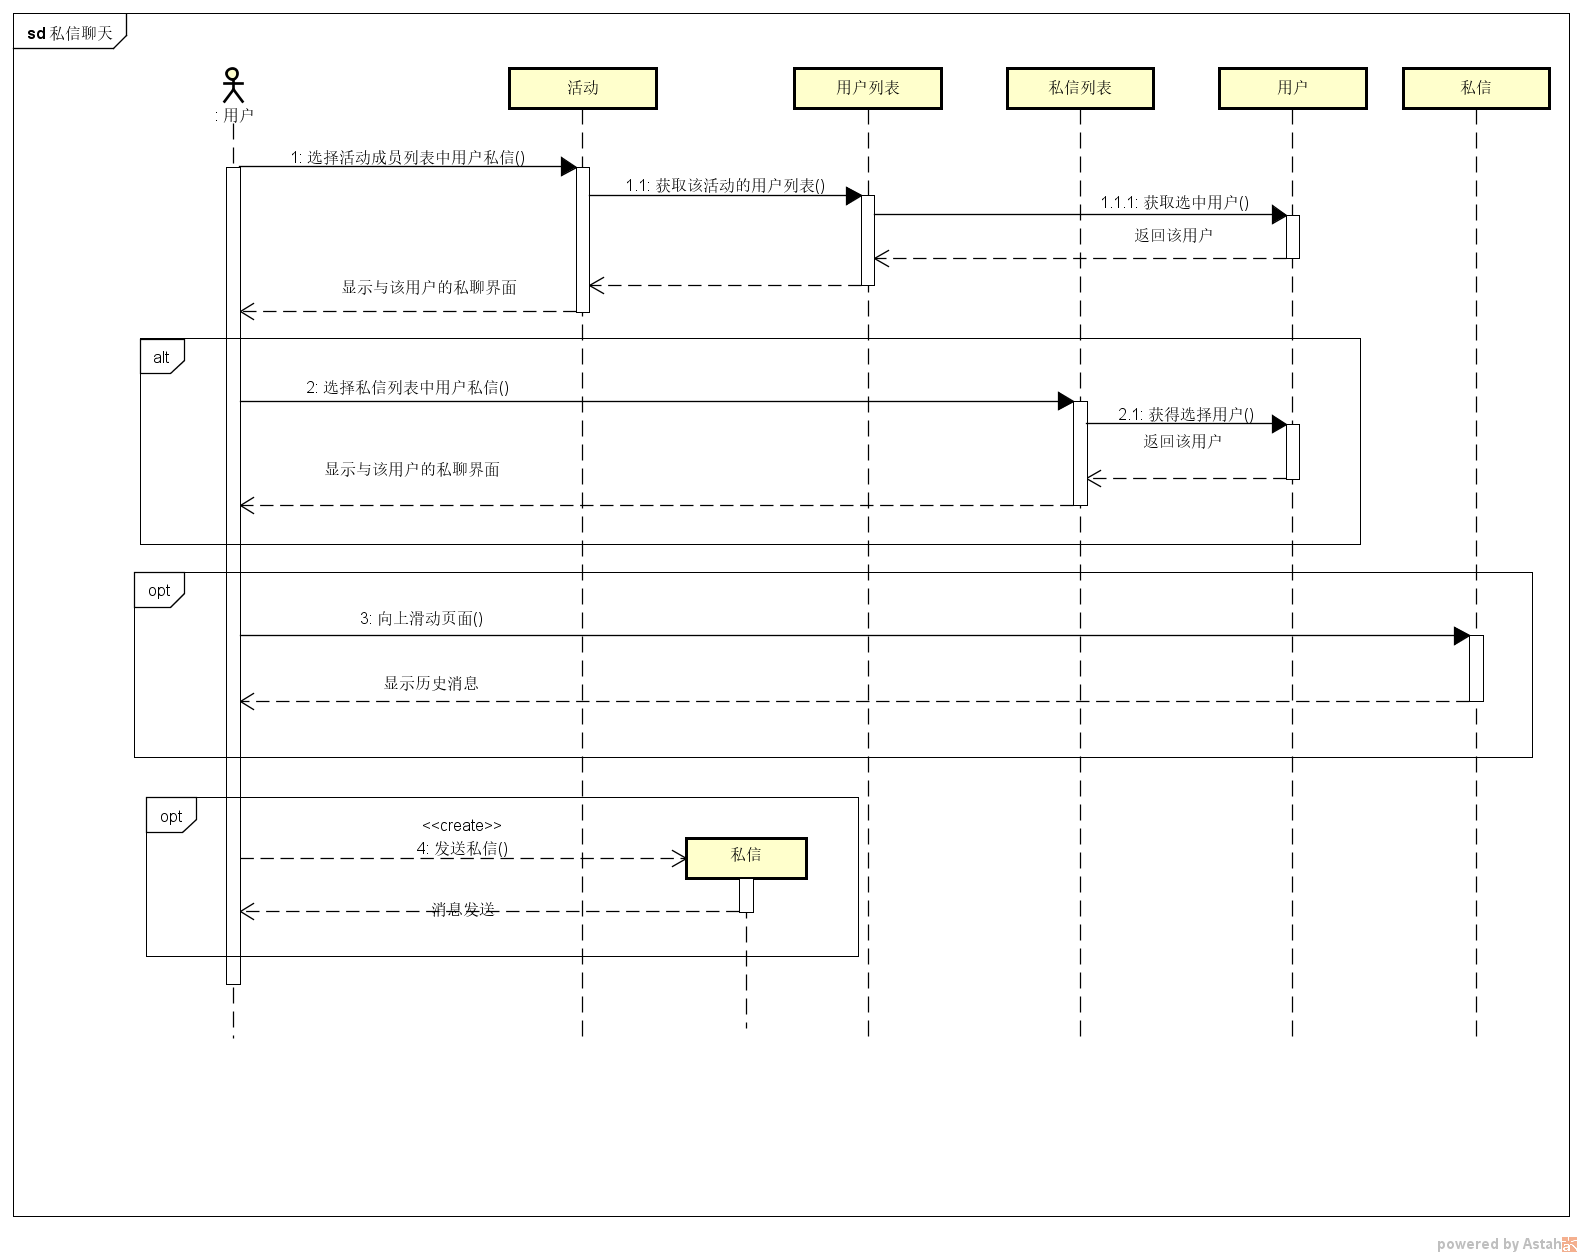 sd 私信聊天
: 用户
活动
用户列表
私信列表
用户
私信
1: 选择活动成员列表中用户私信()
1.1: 获取该活动的用户列表()
1.1.1: 获取选中用户()
返回该用户
显示与该用户的私聊界面
alt
2: 选择私信列表中用户私信()
2.1: 获得选择用户()
返回该用户
显示与该用户的私聊界面
opt
3: 向上滑动页面()
显示历史消息
opt
<<create>>
4: 发送私信()
私信
消息发送
powered by Astah